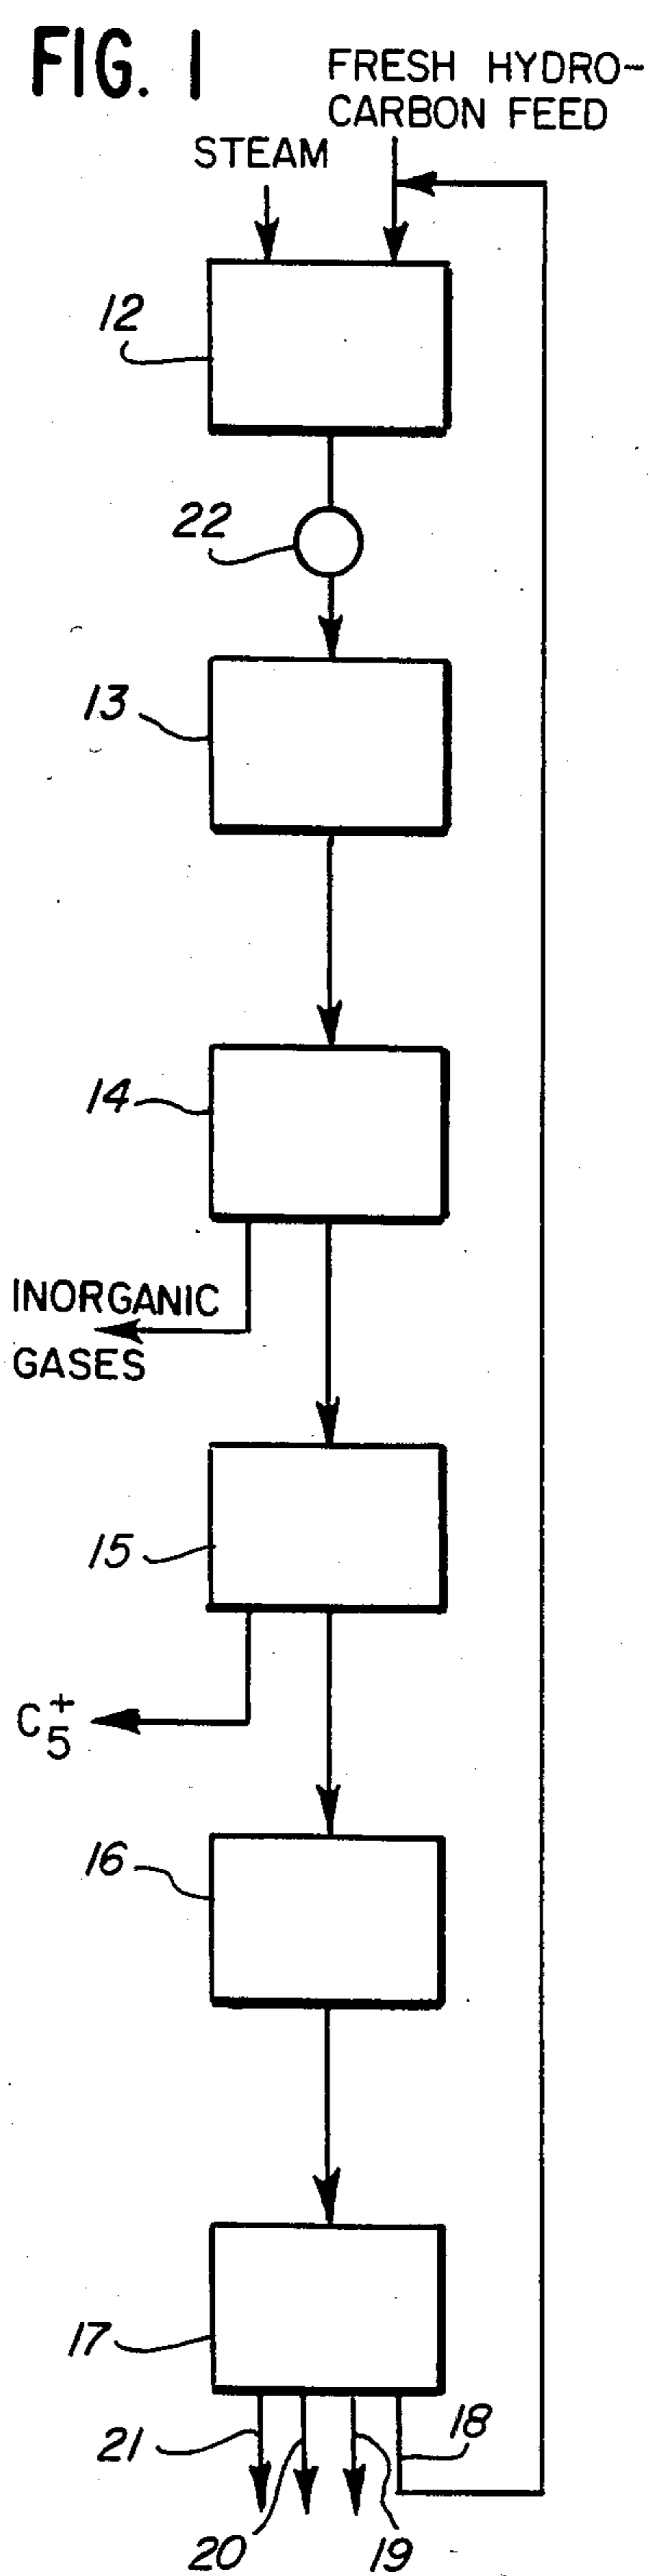 FIG. 1
FRESH HYDRO-
CARBON FEED
STEAM
12
22
13
14
INORGANIC
GASES
15
C5+
16
17
18
21
20
19